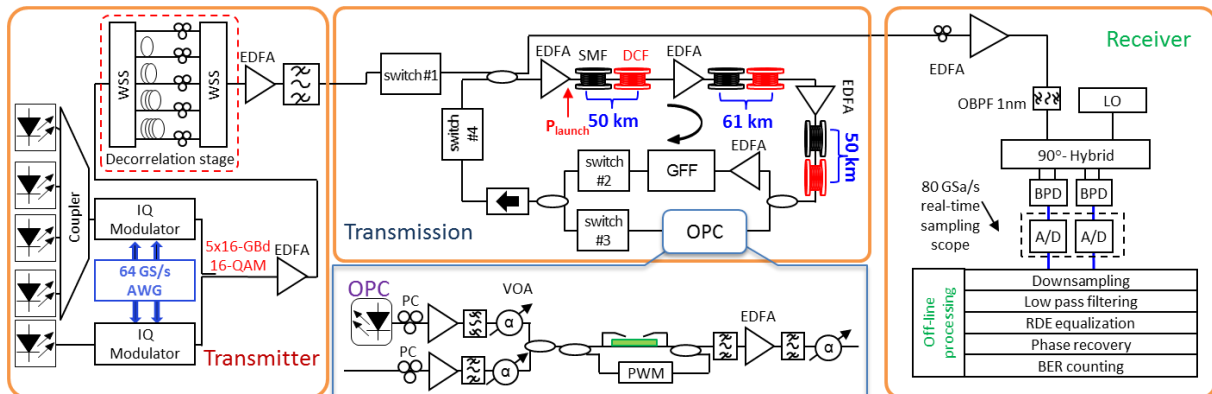 WSS
WSS
Decorrelation stage
EDFA
Coupler
IQ
Modulator
64 GS/s
AWG
IQ
Modulator
5x16-GBd
16-QAM
EDFA
Transmitter
switch #1
EDFA
SMF
DCF
P_launch
50 km
EDFA
61 km
EDFA
50 km
switch
#4
switch
#2
GFF
EDFA
switch
#3
OPC
Transmission
OPC
PC
VOA
α
PC
α
PWM
EDFA
α
Receiver
EDFA
OBPF 1nm
LO
90°- Hybrid
80 GSa/s
real-time
sampling
scope
BPD
BPD
A/D
A/D
Off-line
processing
Downsampling
Low pass filtering
RDE equalization
Phase recovery
BER counting